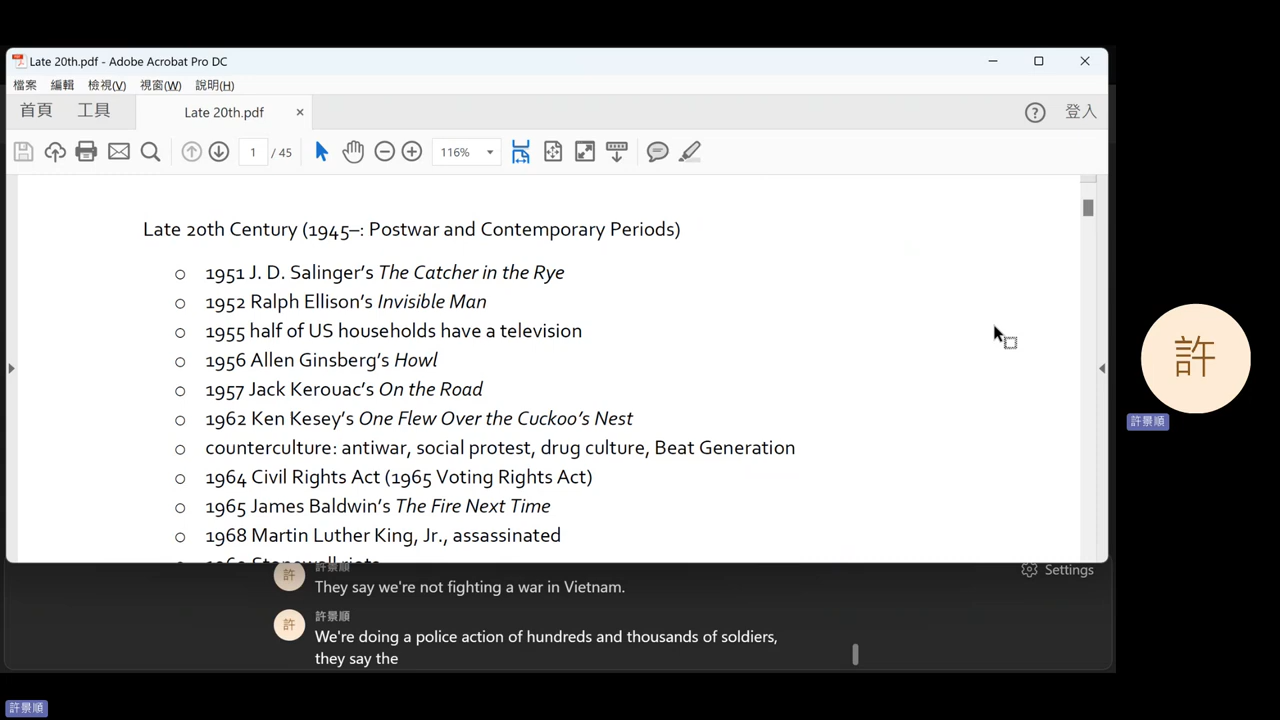 Late 20th.pdf - Adobe Acrobat Pro DC
檔案 編輯 檢視(V) 視窗(W) 說明(H)
首頁 工具 Late 20th.pdf × 登入
1 / 45 116%
Late 20th Century (1945–: Postwar and Contemporary Periods)
○ 1951 J. D. Salinger’s The Catcher in the Rye
○ 1952 Ralph Ellison’s Invisible Man
○ 1955 half of US households have a television
○ 1956 Allen Ginsberg’s Howl
○ 1957 Jack Kerouac’s On the Road
○ 1962 Ken Kesey’s One Flew Over the Cuckoo’s Nest
○ counterculture: antiwar, social protest, drug culture, Beat Generation
○ 1964 Civil Rights Act (1965 Voting Rights Act)
○ 1965 James Baldwin’s The Fire Next Time
○ 1968 Martin Luther King, Jr., assassinated
1969 Stonewall riots
許
許景順
許 許景順
They say we're not fighting a war in Vietnam.
Settings
許 許景順
We're doing a police action of hundreds and thousands of soldiers,
they say the
許景順